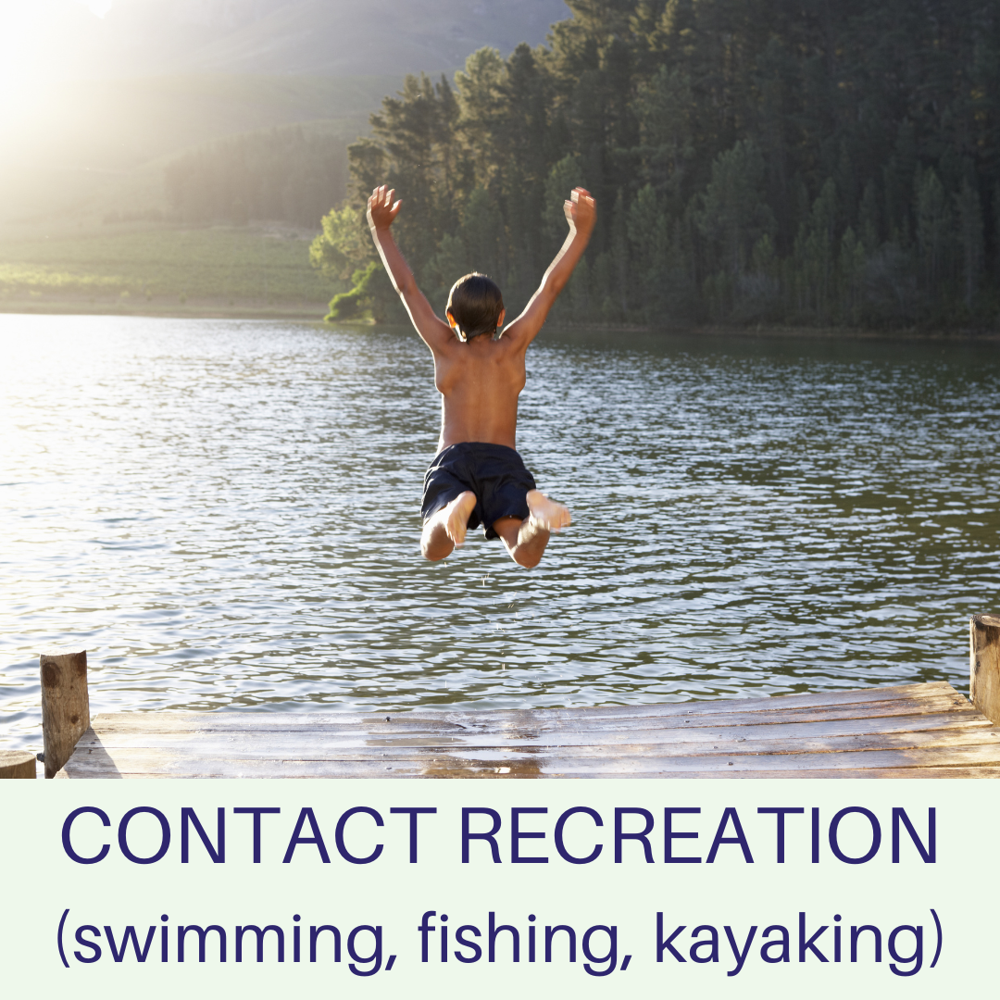 CONTACT RECREATION
(swimming, fishing, kayaking)